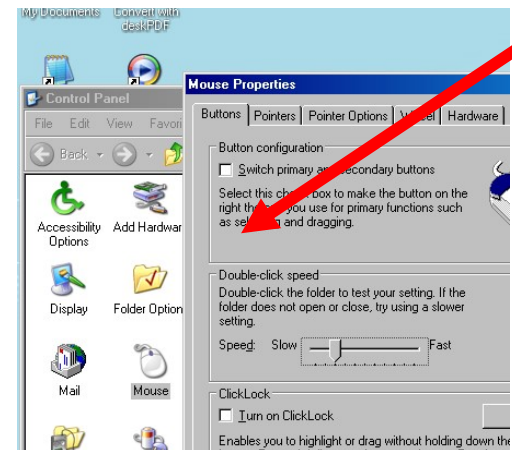 My Documents
Convert with
deskPDF
Control Panel
File Edit View Favori
Back
Accessibility
Options
Add Hardwar
Display
Folder Option
Mail
Mouse
Mouse Properties
Buttons Pointers Pointer Options Hardware
Button configuration
Switch primary and secondary buttons
Select this box to make the button on the
right the you use for primary functions such
as and dragging.
Double-click speed
Double-click the folder to test your setting. If the
folder does not open or close, try using a slower
setting.
Speed: Slow Fast
ClickLock
Turn on ClickLock
Enables you to highlight or drag without holding down the